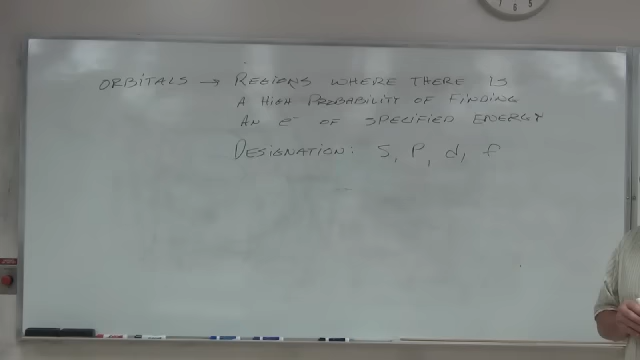 ORBITALS → REGIONS WHERE THERE IS
A HIGH PROBABILITY OF FINDING
AN e⁻ OF SPECIFIED ENERGY
DESIGNATION: S, P, d, f